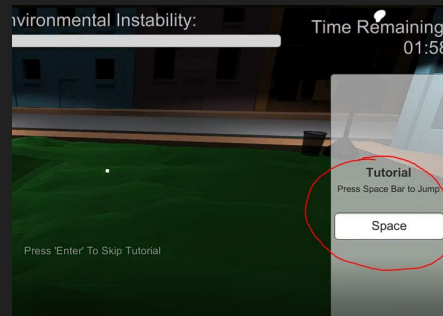 nvironmental Instability:
Time Remaining
01:58
Tutorial
Press Space Bar to Jump
Space
Press 'Enter' To Skip Tutorial